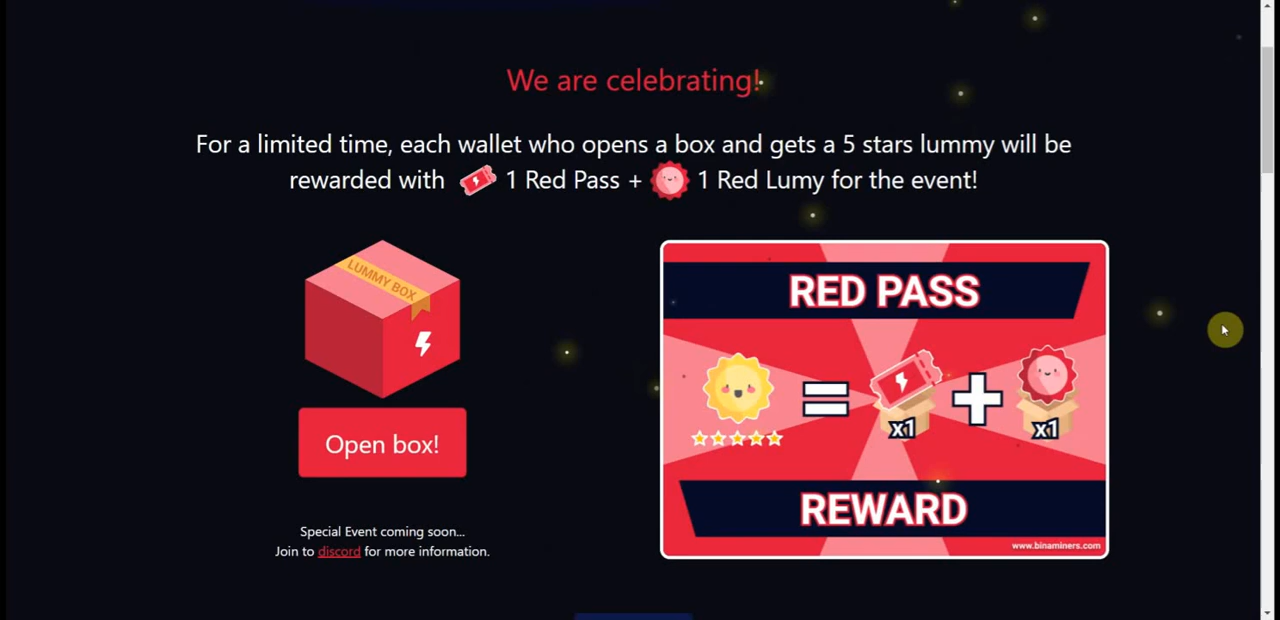 We are celebrating!
For a limited time, each wallet who opens a box and gets a 5 stars lummy will be
rewarded with 1 Red Pass + 1 Red Lumy for the event!
LUMMY BOX
Open box!
Special Event coming soon...
Join to discord for more information.
RED PASS
x1
x1
REWARD
www.binaminers.com